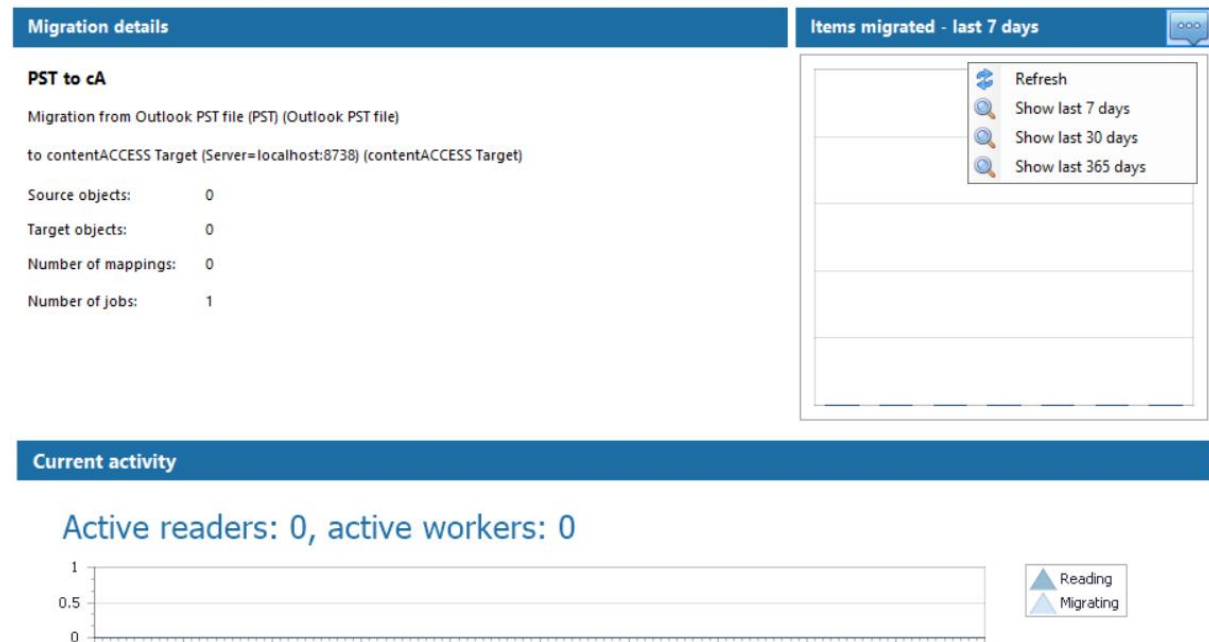 Migration details
Items migrated - last 7 days
PST to cA
Migration from Outlook PST file (PST) (Outlook PST file)
to contentACCESS Target (Server=localhost:8738) (contentACCESS Target)
Source objects: 0
Target objects: 0
Number of mappings: 0
Number of jobs: 1
Refresh
Show last 7 days
Show last 30 days
Show last 365 days
Current activity
Active readers: 0, active workers: 0
1
0.5
0
Reading
Migrating